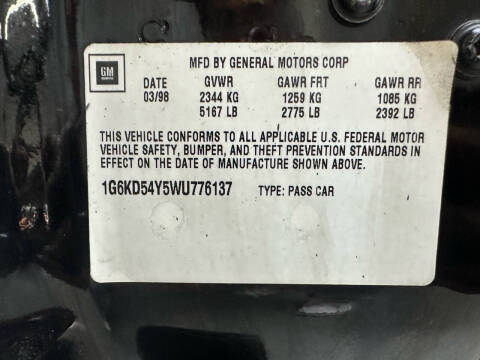 GM
MFD BY GENERAL MOTORS CORP
DATE GVWR GAWR FRT GAWR RR
03/98 2344 KG 1259 KG 1085 KG
5167 LB 2775 LB 2392 LB
THIS VEHICLE CONFORMS TO ALL APPLICABLE U.S. FEDERAL MOTOR
VEHICLE SAFETY, BUMPER, AND THEFT PREVENTION STANDARDS IN
EFFECT ON THE DATE OF MANUFACTURE SHOWN ABOVE.
1G6KD54Y5WU776137 TYPE: PASS CAR